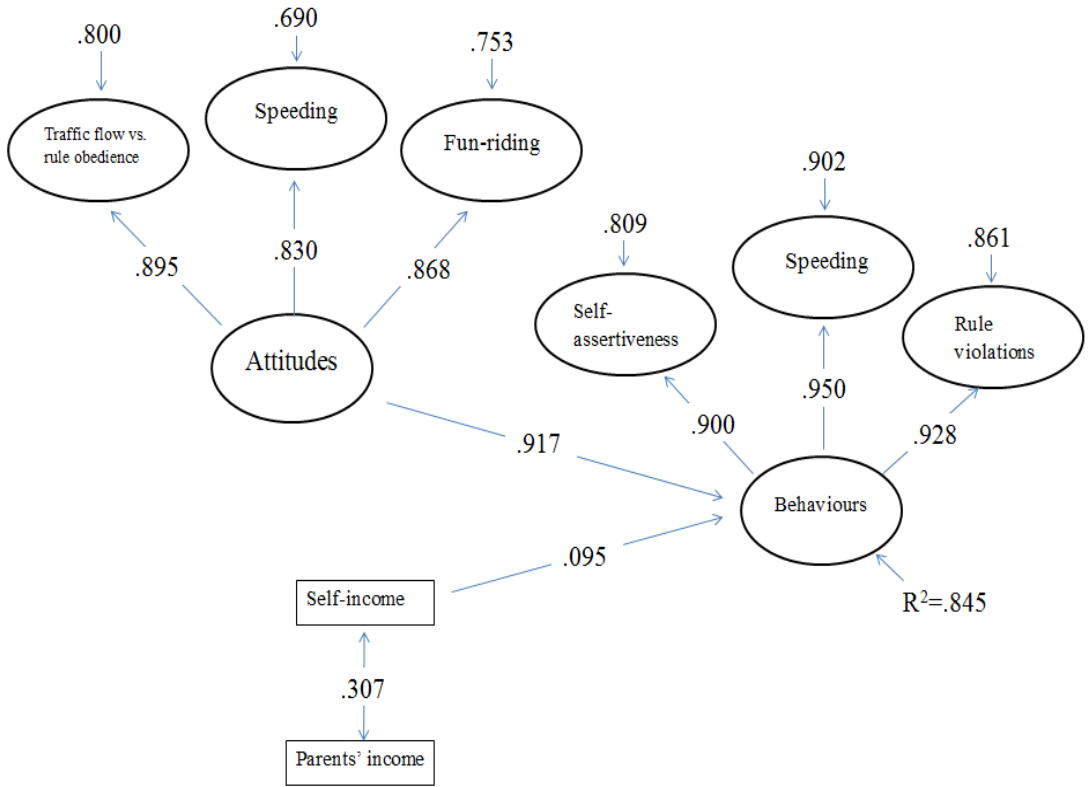 .800
.690
.753
Traffic flow vs.
rule obedience
Speeding
Fun-riding
.895
.830
.868
Attitudes
.902
.809
.861
Speeding
Self-
assertiveness
Rule
violations
.950
.900
.928
.917
Behaviours
.095
R²=.845
Self-income
.307
Parents' income